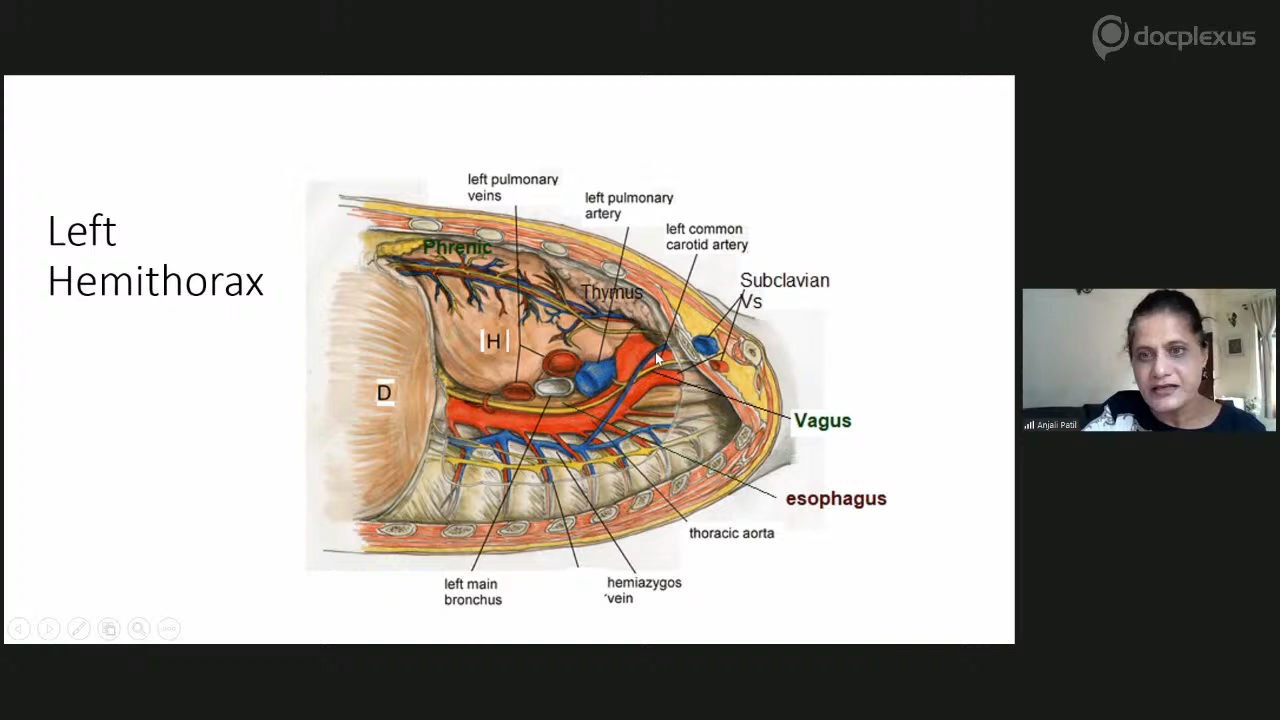 docplexus
Left
Hemithorax
left pulmonary
veins
left pulmonary
artery
left common
carotid artery
Subclavian
Vs
Phrenic
Thymus
H
D
Vagus
esophagus
thoracic aorta
left main
bronchus
hemiazygos
vein
Anjali Patil